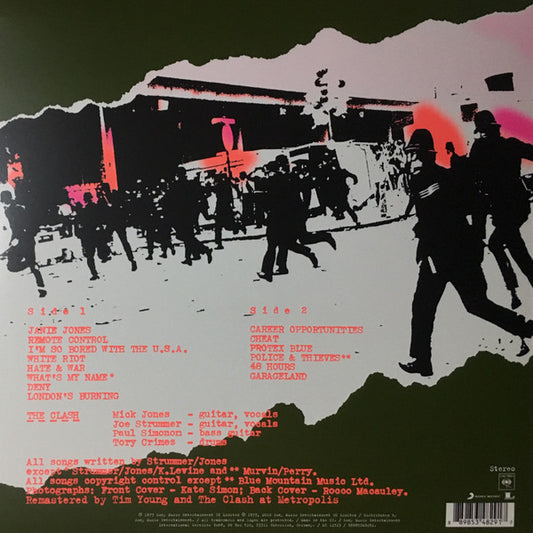 Side 1
JANIE JONES
REMOTE CONTROL
I'M SO BORED WITH THE U.S.A.
WHITE RIOT
HATE & WAR
WHAT'S MY NAME*
DENY
LONDON'S BURNING
Side 2
CAREER OPPORTUNITIES
CHEAT
PROTEX BLUE
POLICE & THIEVES**
48 HOURS
GARAGELAND
THE CLASH
Mick Jones - guitar, vocals
Joe Strummer - guitar, vocals
Paul Simonon - bass guitar
Tory Crimes - drums
All songs written by Strummer/Jones
except *Strummer/Jones/K.Levine and ** Murvin/Perry.
All songs copyright control except ** Blue Mountain Music Ltd.
Photographs: Front Cover - Kate Simon; Back Cover - Rocco Macauley.
Remastered by Tim Young and The Clash at Metropolis
Stereo